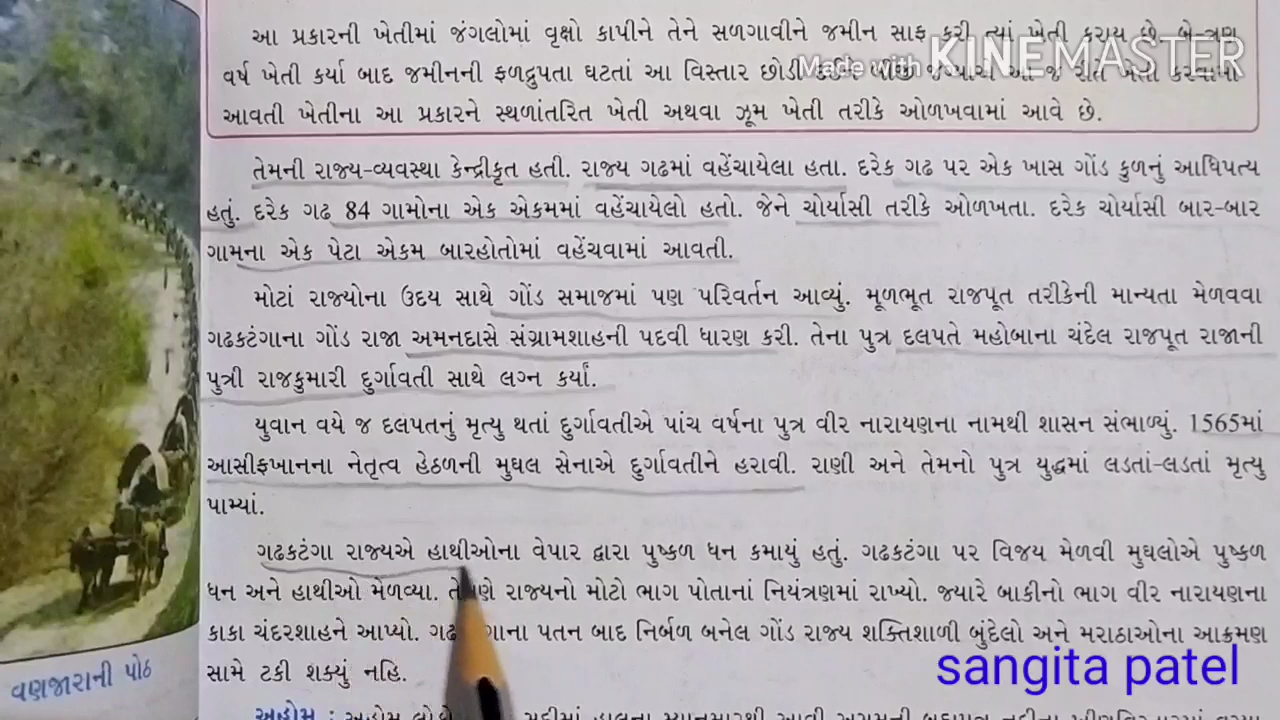 આ પ્રકારની ખેતીમાં જંગલોમાં વૃક્ષો કાપીને તેને સળગાવીને જમીન સાફ કરી ત્યાં ખેતી કરાય છે. બે-ત્રણ
Made with KINEMASTER
વર્ષ ખેતી કર્યા બાદ જમીનની ફળદ્રુપતા ઘટતાં આ વિસ્તાર છોડી
આવતી ખેતીના આ પ્રકારને સ્થળાંતરિત ખેતી અથવા ઝૂમ ખેતી તરીકે ઓળખવામાં આવે છે.
તેમની રાજ્ય-વ્યવસ્થા કેન્દ્રીકૃત હતી. રાજ્ય ગઢમાં વહેંચાયેલા હતા. દરેક ગઢ પર એક ખાસ ગોંડ કુળનું આધિપત્ય
હતું. દરેક ગઢ 84 ગામોના એક એકમમાં વહેંચાયેલો હતો. જેને ચોર્યાસી તરીકે ઓળખતા. દરેક ચોર્યાસી બાર-બાર
ગામના એક પેટા એકમ બારહોતોમાં વહેંચવામાં આવતી.
મોટાં રાજ્યોના ઉદય સાથે ગોંડ સમાજમાં પણ પરિવર્તન આવ્યું. મૂળભૂત રાજપૂત તરીકેની માન્યતા મેળવવા
ગઢકટંગાના ગોંડ રાજા અમનદાસે સંગ્રામશાહની પદવી ધારણ કરી. તેના પુત્ર દલપતે મહોબાના ચંદેલ રાજપૂત રાજાની
પુત્રી રાજકુમારી દુર્ગાવતી સાથે લગ્ન કર્યાં.
યુવાન વયે જ દલપતનું મૃત્યુ થતાં દુર્ગાવતીએ પાંચ વર્ષના પુત્ર વીર નારાયણના નામથી શાસન સંભાળ્યું. 1565માં
આસીફખાનના નેતૃત્વ હેઠળની મુઘલ સેનાએ દુર્ગાવતીને હરાવી. રાણી અને તેમનો પુત્ર યુદ્ધમાં લડતાં-લડતાં મૃત્યુ
પામ્યાં.
ગઢકટંગા રાજ્યએ હાથીઓના વેપાર દ્વારા પુષ્કળ ધન કમાયું હતું. ગઢકટંગા પર વિજય મેળવી મુઘલોએ પુષ્કળ
ધન અને હાથીઓ મેળવ્યા. રાજ્યનો મોટો ભાગ પોતાનાં નિયંત્રણમાં રાખ્યો. જ્યારે બાકીનો ભાગ વીર નારાયણના
કાકા ચંદરશાહને આપ્યો. પતન બાદ નિર્બળ બનેલ ગોંડ રાજ્ય શક્તિશાળી બુંદેલો અને મરાઠાઓના આક્રમણ
સામે ટકી શક્યું નહિ.
sangita patel
વણજારાની પોઠ
અહોમ :